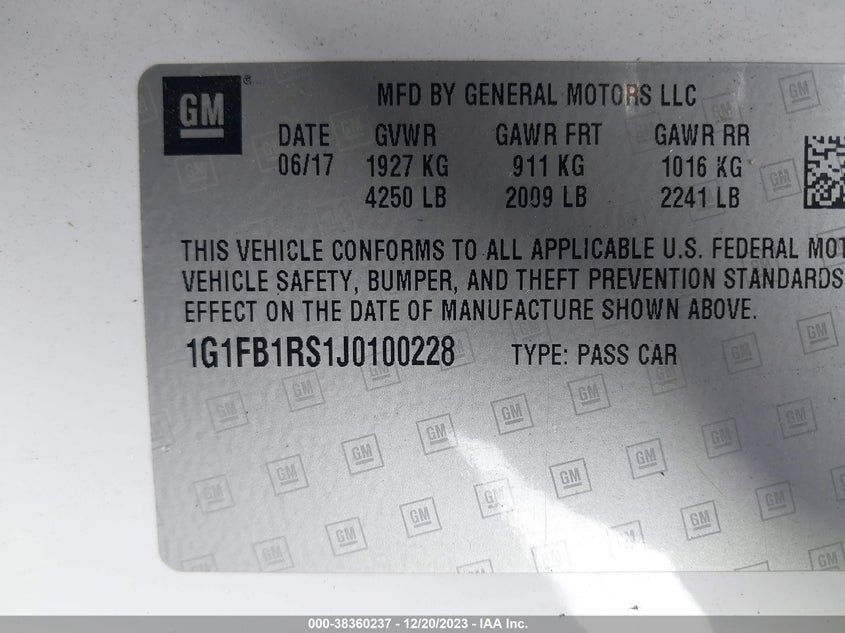 GM
MFD BY GENERAL MOTORS LLC
DATE GVWR GAWR FRT GAWR RR
06/17 1927 KG 911 KG 1016 KG
4250 LB 2009 LB 2241 LB
THIS VEHICLE CONFORMS TO ALL APPLICABLE U.S. FEDERAL MOT
VEHICLE SAFETY, BUMPER, AND THEFT PREVENTION STANDARDS
EFFECT ON THE DATE OF MANUFACTURE SHOWN ABOVE.
1G1FB1RS1J0100228 TYPE: PASS CAR
000-38360237 - 12/20/2023 - IAA Inc.